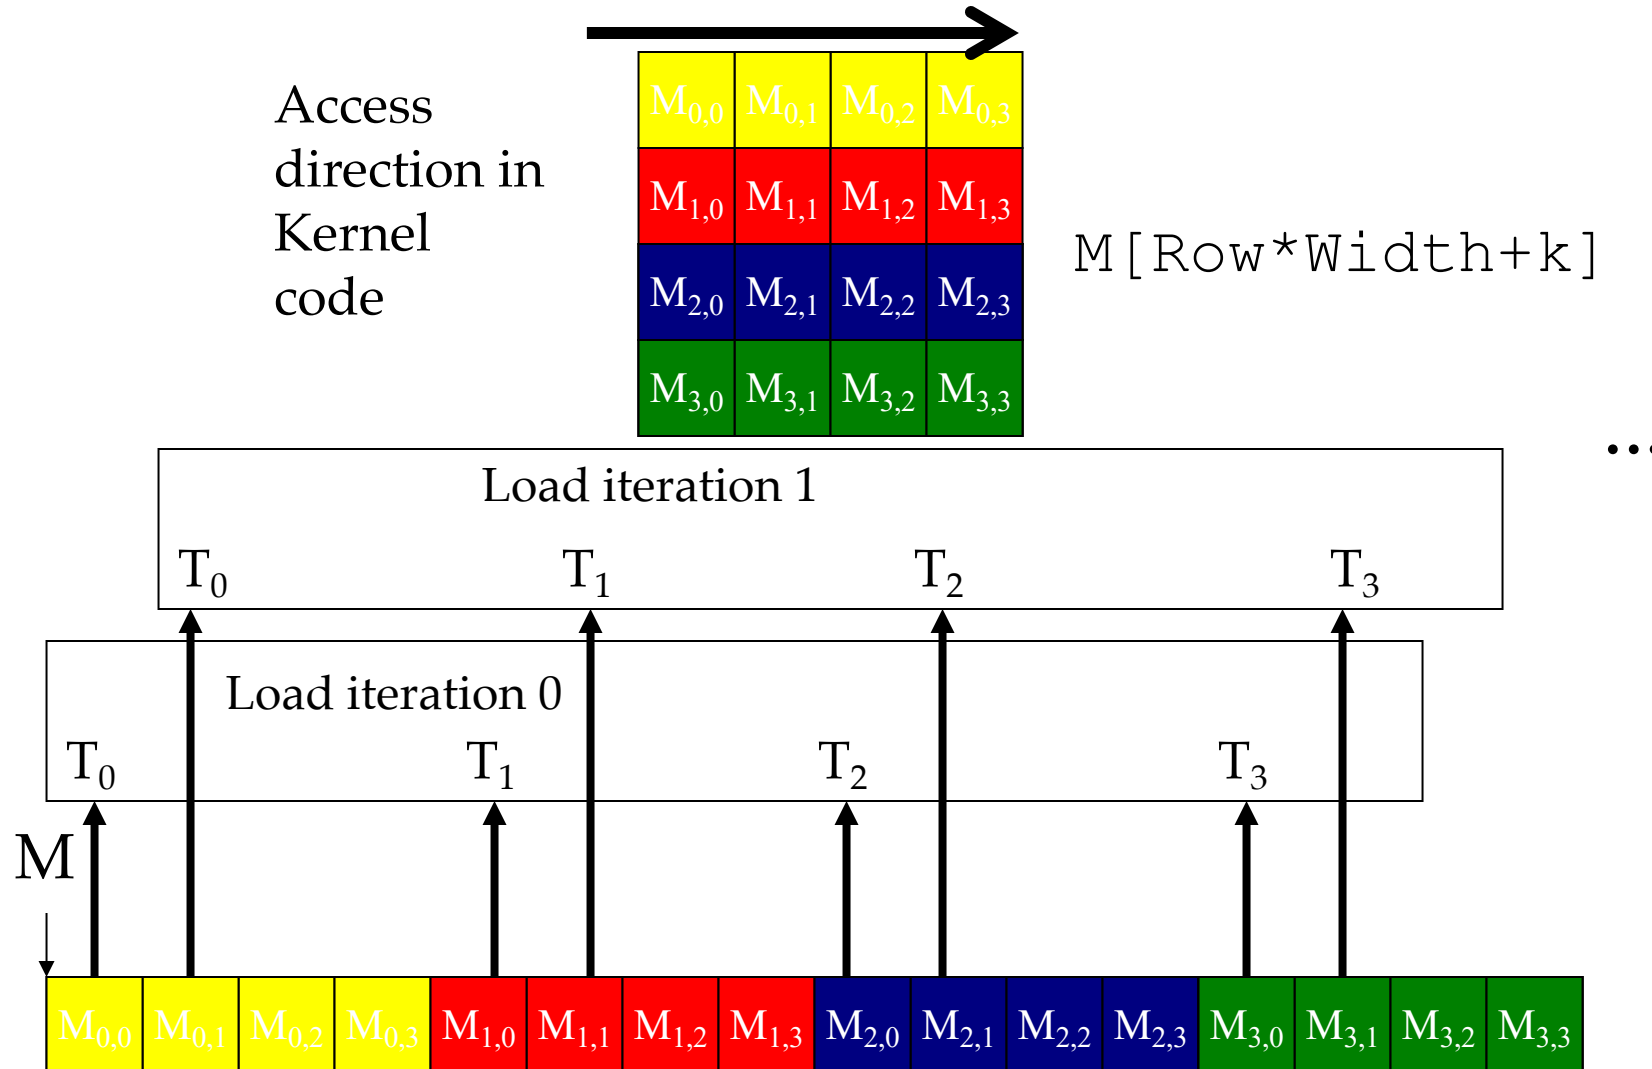 Access
direction in
Kernel
code
M0,0 M0,1 M0,2 M0,3
M1,0 M1,1 M1,2 M1,3
M2,0 M2,1 M2,2 M2,3
M3,0 M3,1 M3,2 M3,3
M[Row*Width+k]
...
Load iteration 1
T0 T1 T2 T3
Load iteration 0
T0 T1 T2 T3
M
M0,0 M0,1 M0,2 M0,3 M1,0 M1,1 M1,2 M1,3 M2,0 M2,1 M2,2 M2,3 M3,0 M3,1 M3,2 M3,3